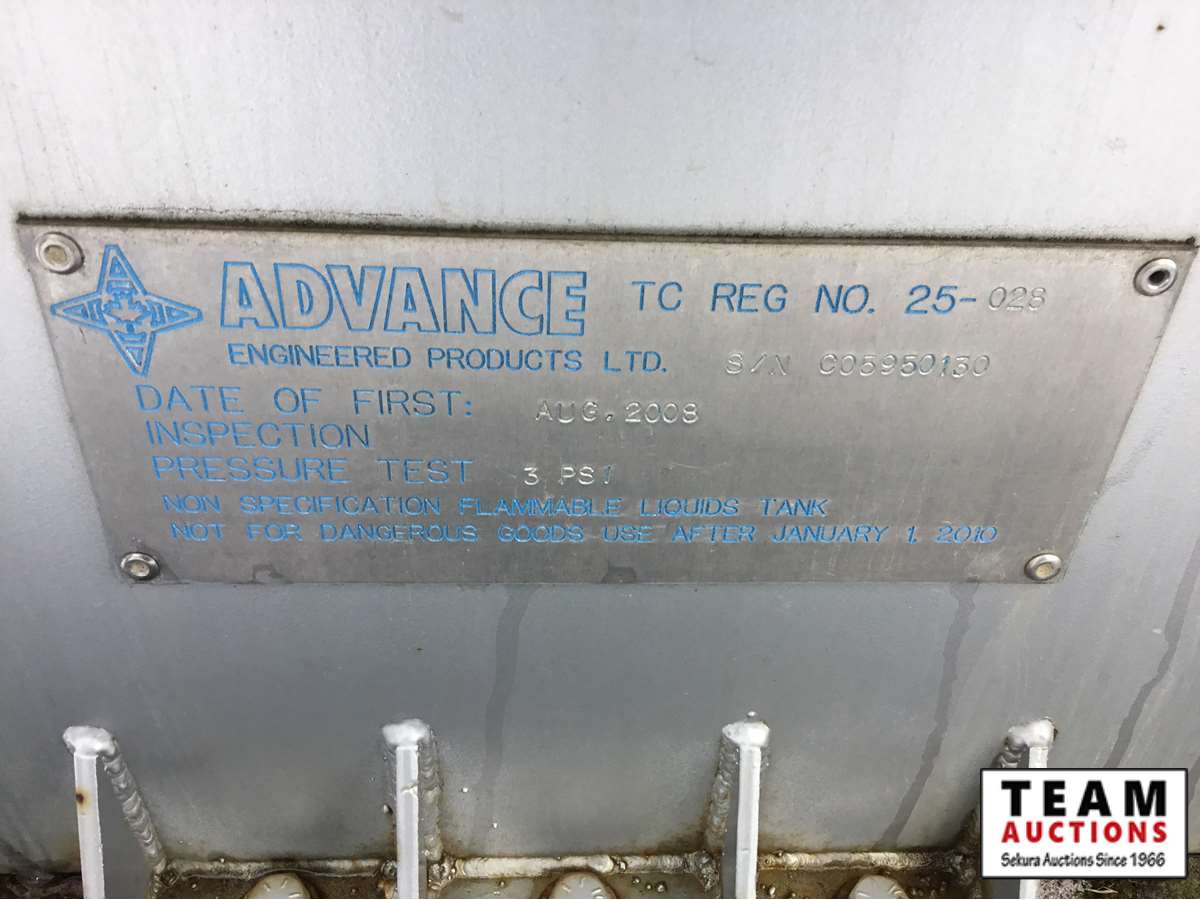 ADVANCE TC REG NO. 25-028
ENGINEERED PRODUCTS LTD. S/N C05950130
DATE OF FIRST: AUG. 2008
INSPECTION
PRESSURE TEST 3 PSI
NON SPECIFICATION FLAMMABLE LIQUIDS TANK
NOT FOR DANGEROUS GOODS USE AFTER JANUARY 1, 2010
TEAM
AUCTIONS
Sekura Auctions Since 1966